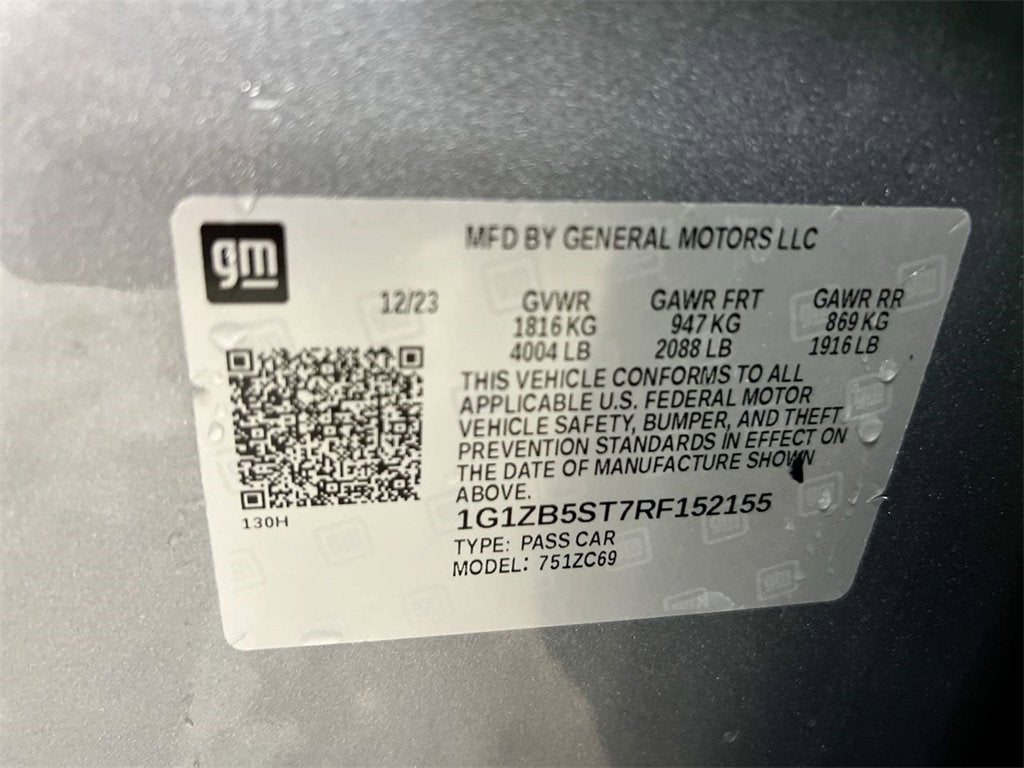 gm
MFD BY GENERAL MOTORS LLC
12/23 GVWR GAWR FRT GAWR RR
1816 KG 947 KG 869 KG
4004 LB 2088 LB 1916 LB
THIS VEHICLE CONFORMS TO ALL
APPLICABLE U.S. FEDERAL MOTOR
VEHICLE SAFETY, BUMPER, AND THEFT
PREVENTION STANDARDS IN EFFECT ON
THE DATE OF MANUFACTURE SHOWN
ABOVE.
130H
1G1ZB5ST7RF152155
TYPE: PASS CAR
MODEL: 751ZC69